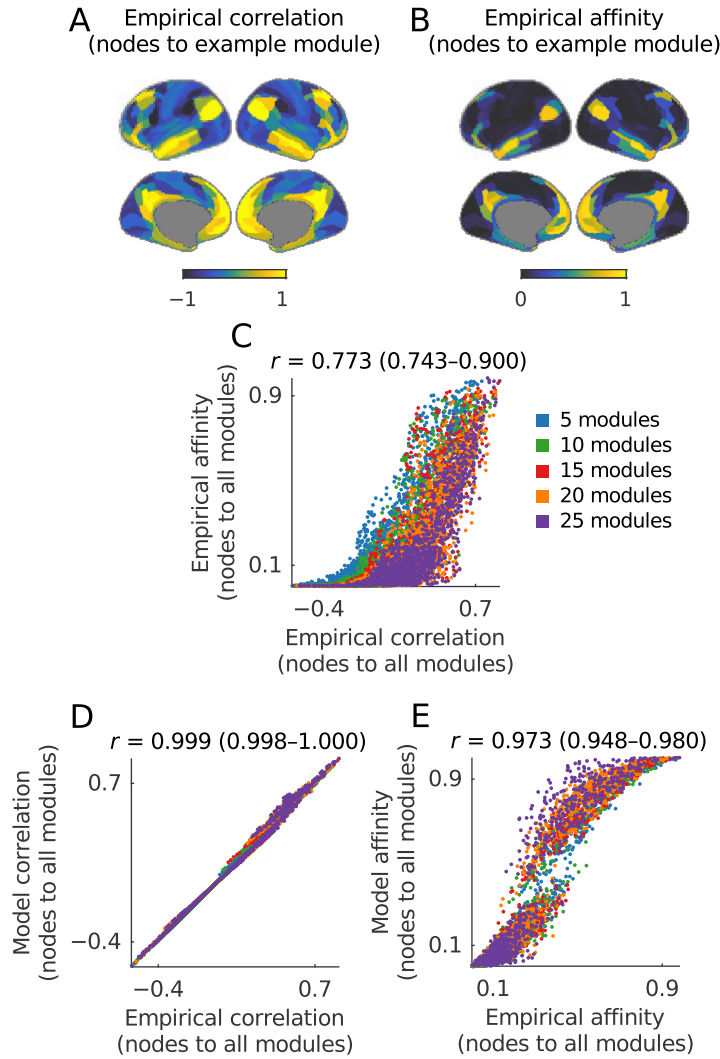 A
Empirical correlation
(nodes to example module)
−1
1
B
Empirical affinity
(nodes to example module)
0
1
C
r = 0.773 (0.743–0.900)
Empirical affinity
(nodes to all modules)
0.9
0.1
−0.4
0.7
Empirical correlation
(nodes to all modules)
5 modules
10 modules
15 modules
20 modules
25 modules
D
r = 0.999 (0.998–1.000)
Model correlation
(nodes to all modules)
0.7
−0.4
−0.4
0.7
Empirical correlation
(nodes to all modules)
E
r = 0.973 (0.948–0.980)
Model affinity
(nodes to all modules)
0.9
0.1
0.1
0.9
Empirical affinity
(nodes to all modules)